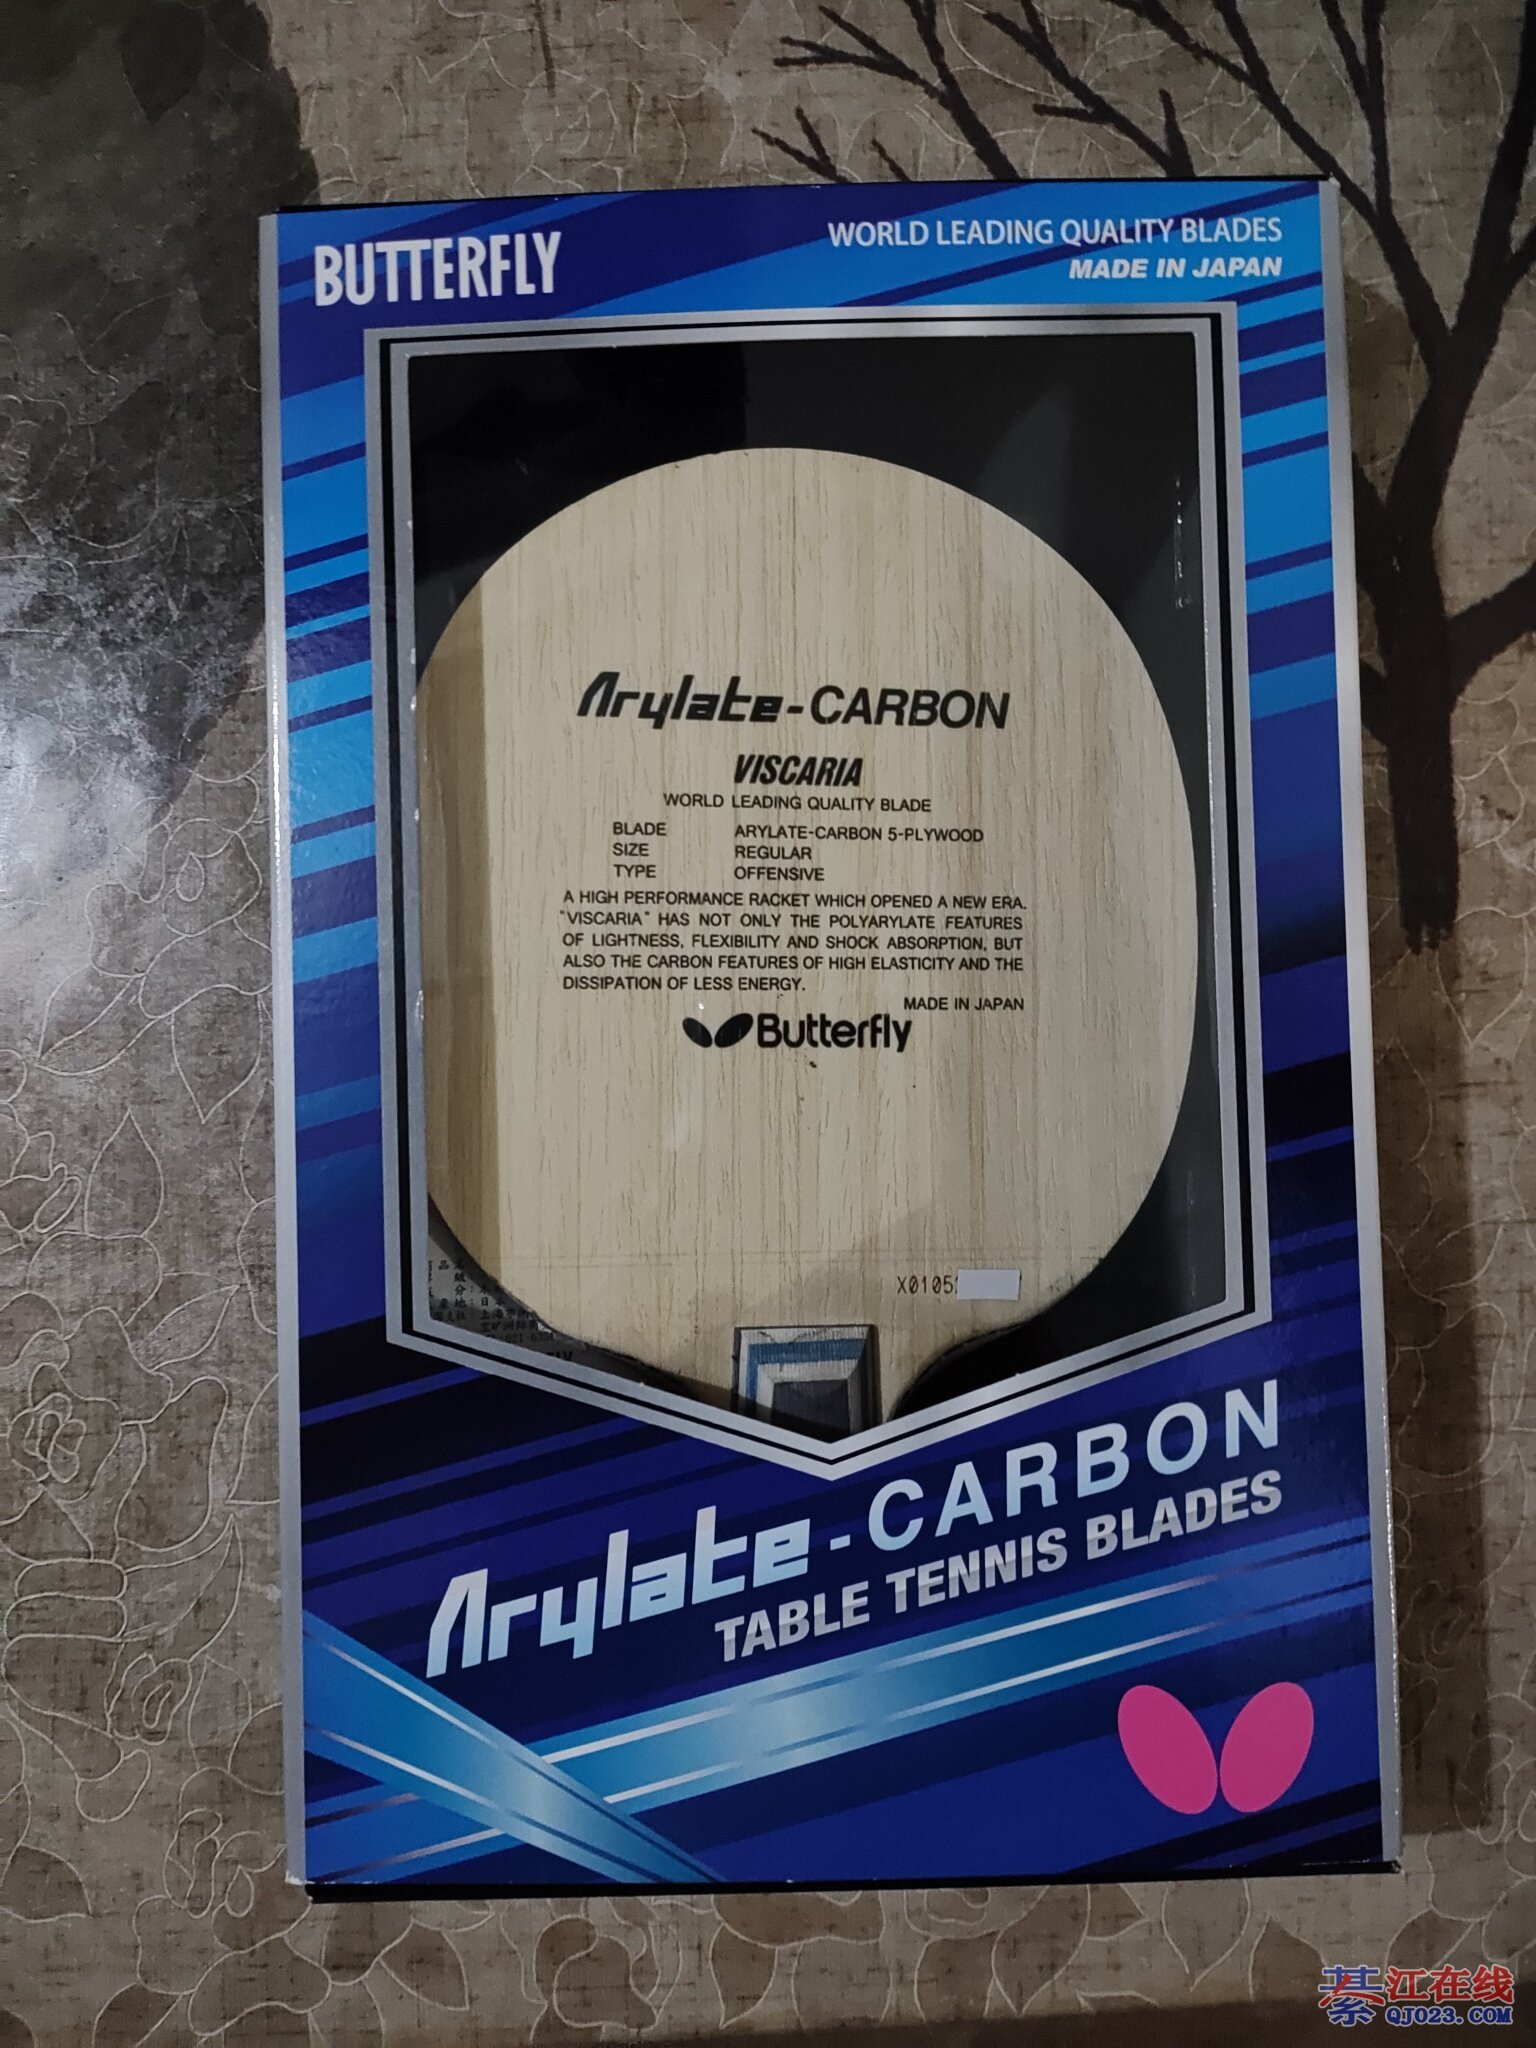 BUTTERFLY
WORLD LEADING QUALITY BLADES
MADE IN JAPAN
Arylate-CARBON
VISCARIA
WORLD LEADING QUALITY BLADE
BLADE ARYLATE-CARBON 5-PLYWOOD
SIZE REGULAR
TYPE OFFENSIVE
A HIGH PERFORMANCE RACKET WHICH OPENED A NEW ERA.
"VISCARIA" HAS NOT ONLY THE POLYARYLATE FEATURES
OF LIGHTNESS, FLEXIBILITY AND SHOCK ABSORPTION, BUT
ALSO THE CARBON FEATURES OF HIGH ELASTICITY AND THE
DISSIPATION OF LESS ENERGY.
MADE IN JAPAN
Butterfly
X0105
Arylate-CARBON
TABLE TENNIS BLADES
綦江在线
QJ023.COM